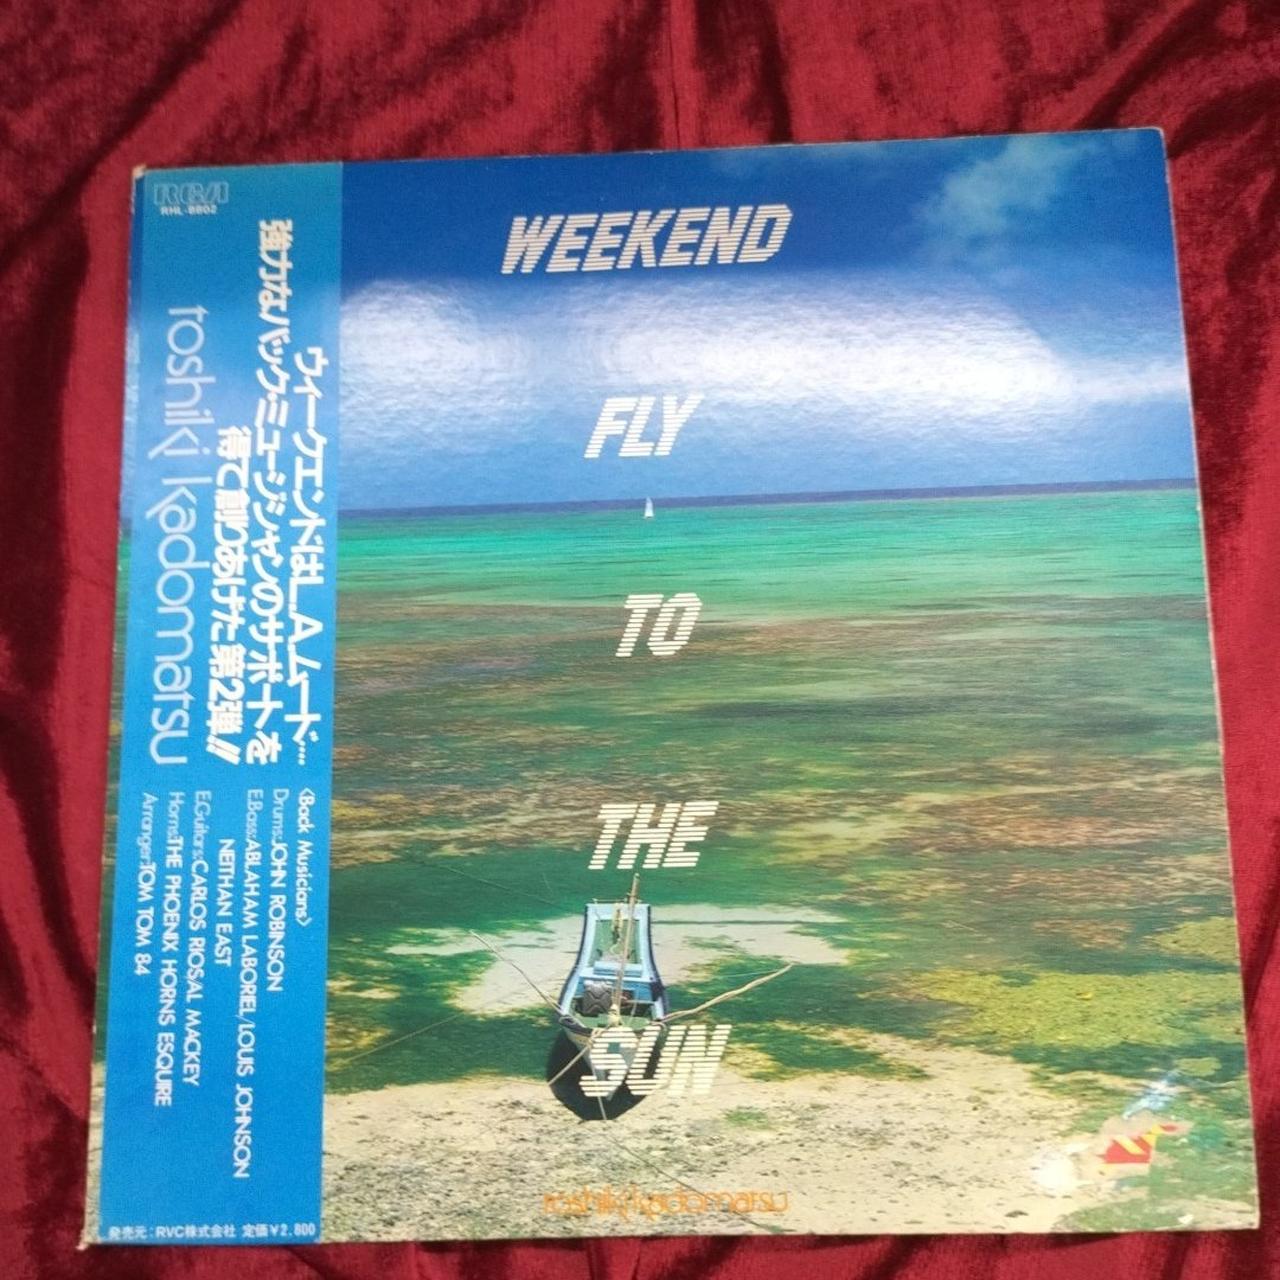 RCA
RHL-8802
ウィークエンドはL.A.ムード…
強力なバック・ミュージシャンのサポートを
得て創りあげた第2弾!!
toshiki kadomatsu
〈Back Musicians〉
Drums:JOHN ROBINSON
E.Bass:ABLAHAM LABORIEL/LOUIS JOHNSON
NEITHAN EAST
E.Guitars:CARLOS RIOS/AL MACKEY
Horns:THE PHOENIX HORNS ESQUIRE
Arranger:TOM TOM 84
発売元:RVC株式会社 定価¥2,800
WEEKEND
FLY
TO
THE
SUN
toshiki kadomatsu